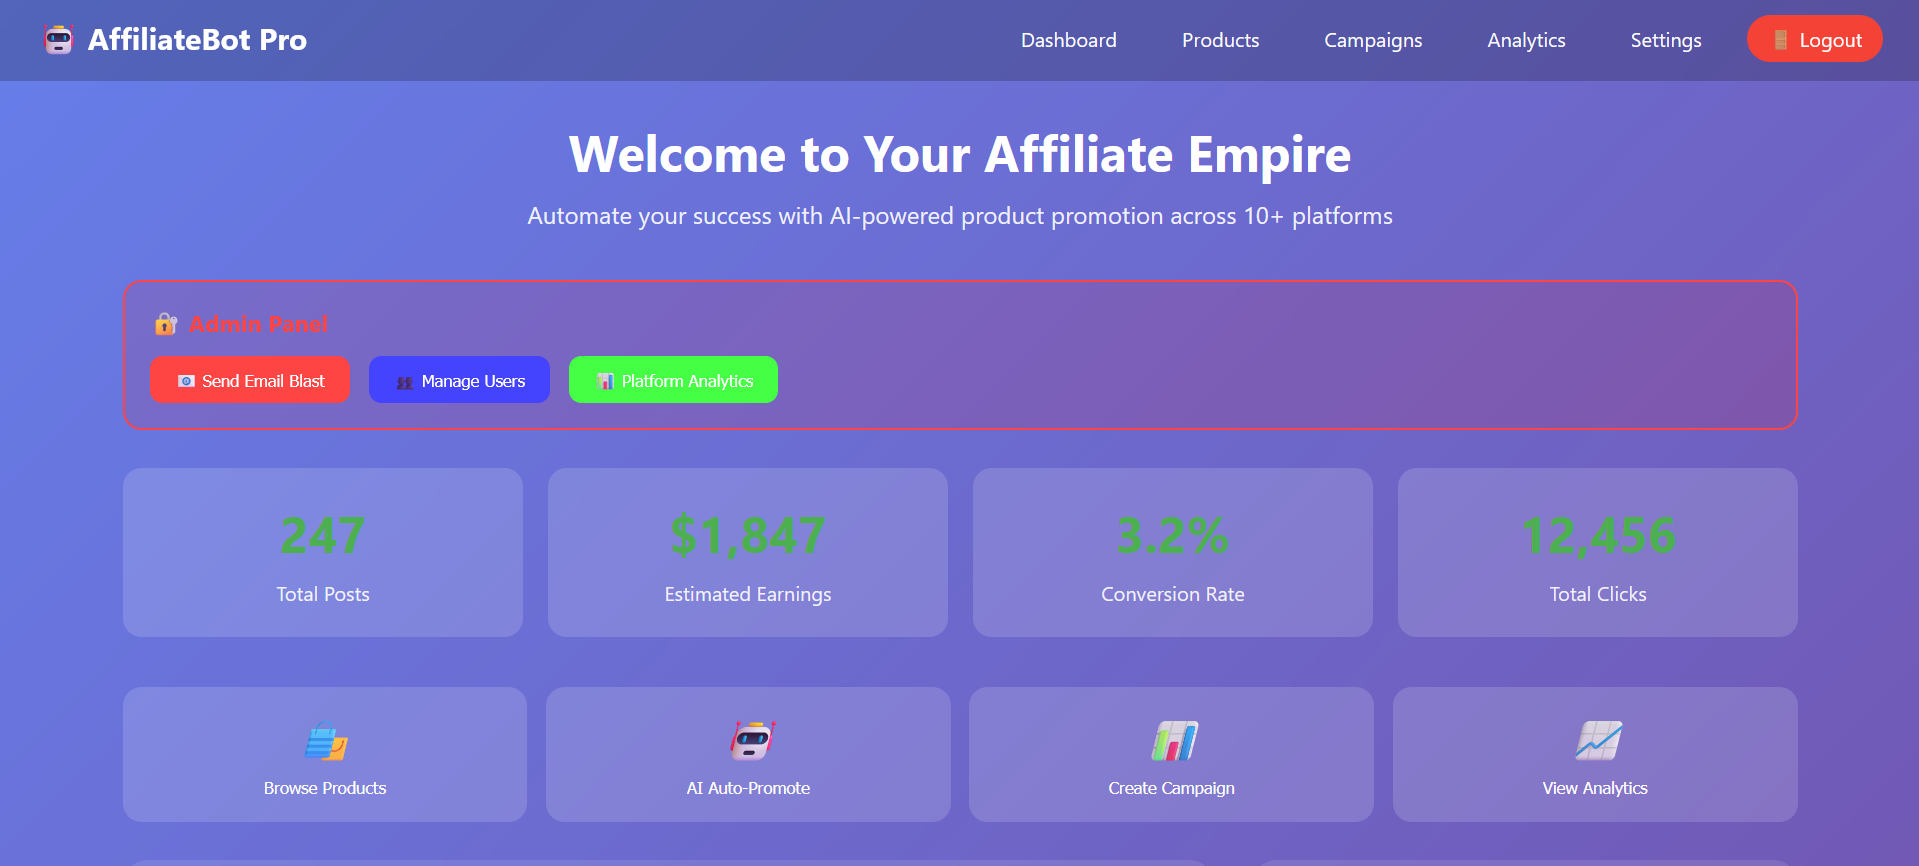 AffiliateBot Pro
Dashboard
Products
Campaigns
Analytics
Settings
Logout
Welcome to Your Affiliate Empire
Automate your success with AI-powered product promotion across 10+ platforms
Admin Panel
Send Email Blast
Manage Users
Platform Analytics
247
Total Posts
$1,847
Estimated Earnings
3.2%
Conversion Rate
12,456
Total Clicks
Browse Products
AI Auto-Promote
Create Campaign
View Analytics